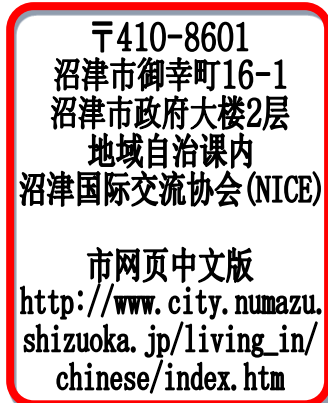 〒410-8601
沼津市御幸町16-1
沼津市政府大楼2层
地域自治课内
沼津国际交流协会(NICE)
市网页中文版
http://www.city.numazu.
shizuoka.jp/living_in/
chinese/index.htm